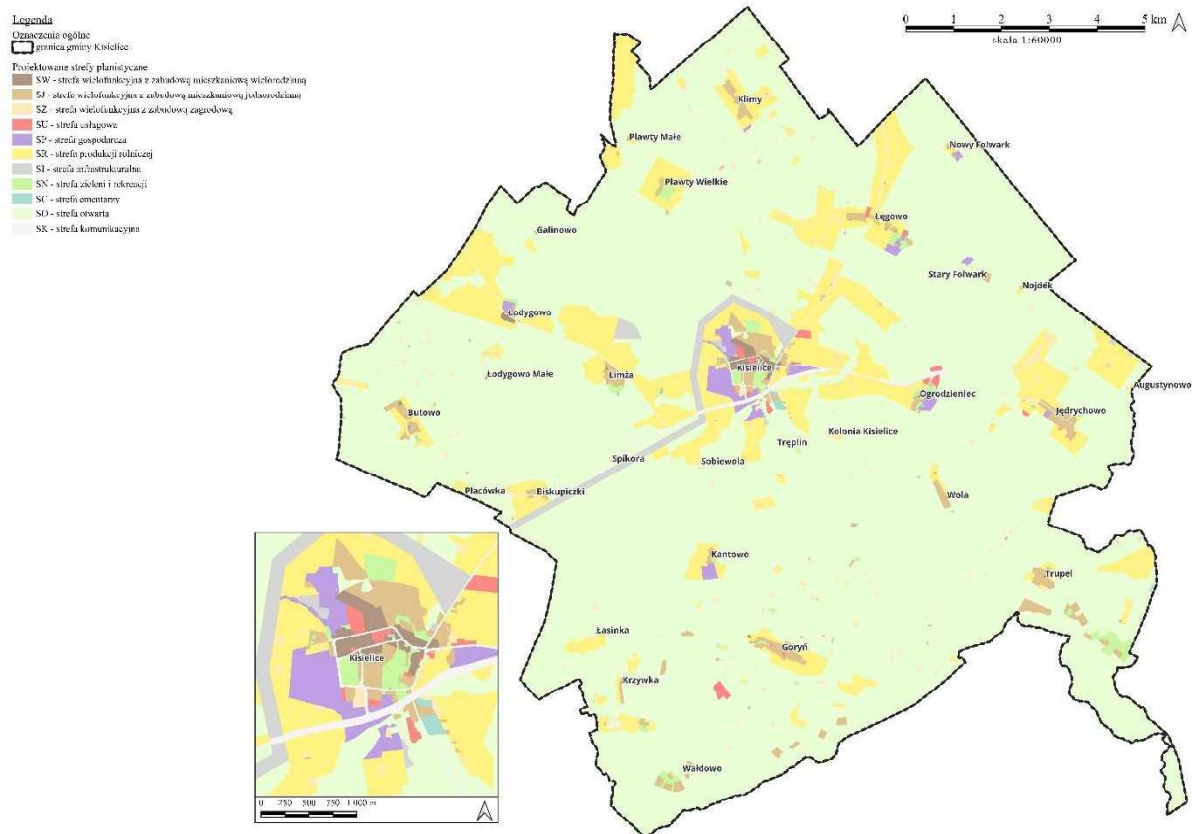 Legenda
Oznaczenia ogólne
granica gminy Kisielice
Projektowane strefy planistyczne
SW - strefa wielofunkcyjna z zabudową mieszkaniową wielorodzinną
SJ - strefa wielofunkcyjna z zabudową mieszkaniową jednorodzinną
SZ - strefa wielofunkcyjna z zabudową zagrodową
SU - strefa usługowa
SP - strefa gospodarcza
SR - strefa produkcji rolniczej
SI - strefa infrastrukturalna
SN - strefa zieleni i rekreacji
SC - strefa cmentarzy
SO - strefa otwarta
SK - strefa komunikacyjna
0 1 2 3 4 5 km
skala 1:60000
Klimy
Pławty Małe
Nowy Folwark
Pławty Wielkie
Łęgowo
Galinowo
Stary Folwark
Nojdek
Łodygowo
Łodygowo Małe
Limża
Kisielice
Augustynowo
Ogrodzieniec
Butowo
Jędrychowo
Kolonia Kisielice
Tręplin
Spikora
Sobiewola
Placówka
Biskupiczki
Wola
Kantowo
Trupel
Łasinka
Goryń
Krzywka
Wałdowo
Kisielice
0 250 500 750 1 000 m